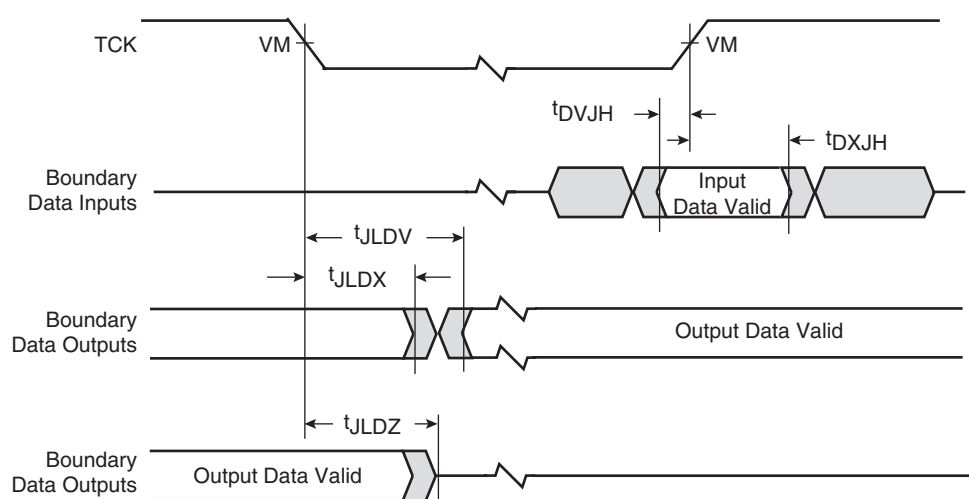 TCK
VM
VM
tDVJH
tDXJH
Boundary
Data Inputs
Input
Data Valid
tJLDV
tJLDX
Boundary
Data Outputs
Output Data Valid
tJLDZ
Boundary
Data Outputs
Output Data Valid